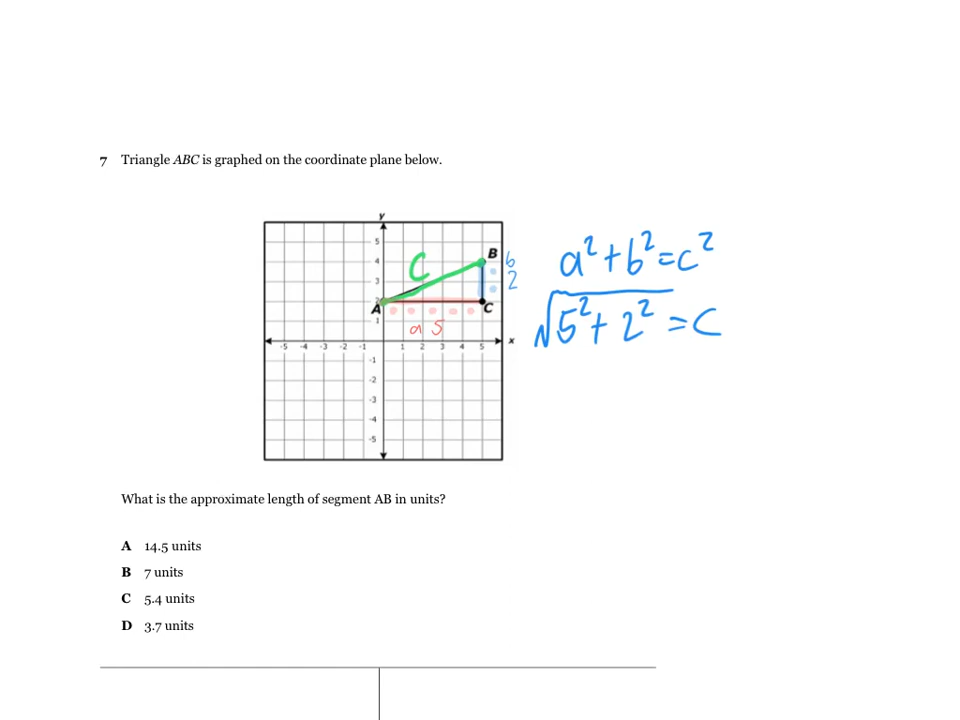 7 Triangle ABC is graphed on the coordinate plane below.
y
5
4
3
2
1
-5 -4 -3 -2 -1 1 2 3 4 5 x
-1
-2
-3
-4
-5
A
B
C
C
b
2
a 5
a²+b²=c²
√5²+2² =c
What is the approximate length of segment AB in units?
A 14.5 units
B 7 units
C 5.4 units
D 3.7 units